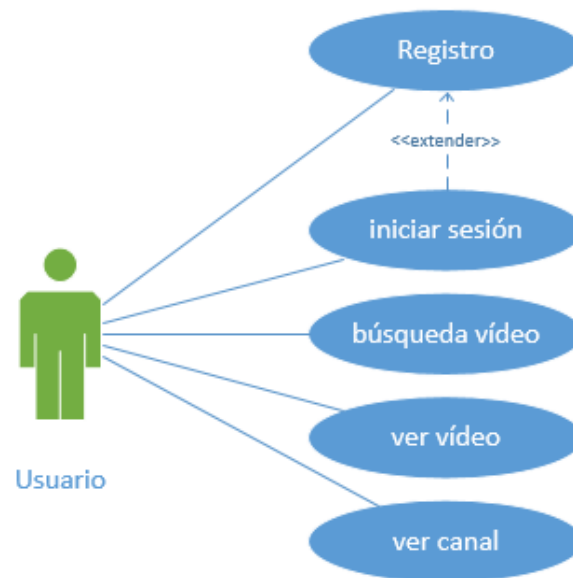 Registro
<<extender>>
iniciar sesión
búsqueda vídeo
ver vídeo
Usuario
ver canal